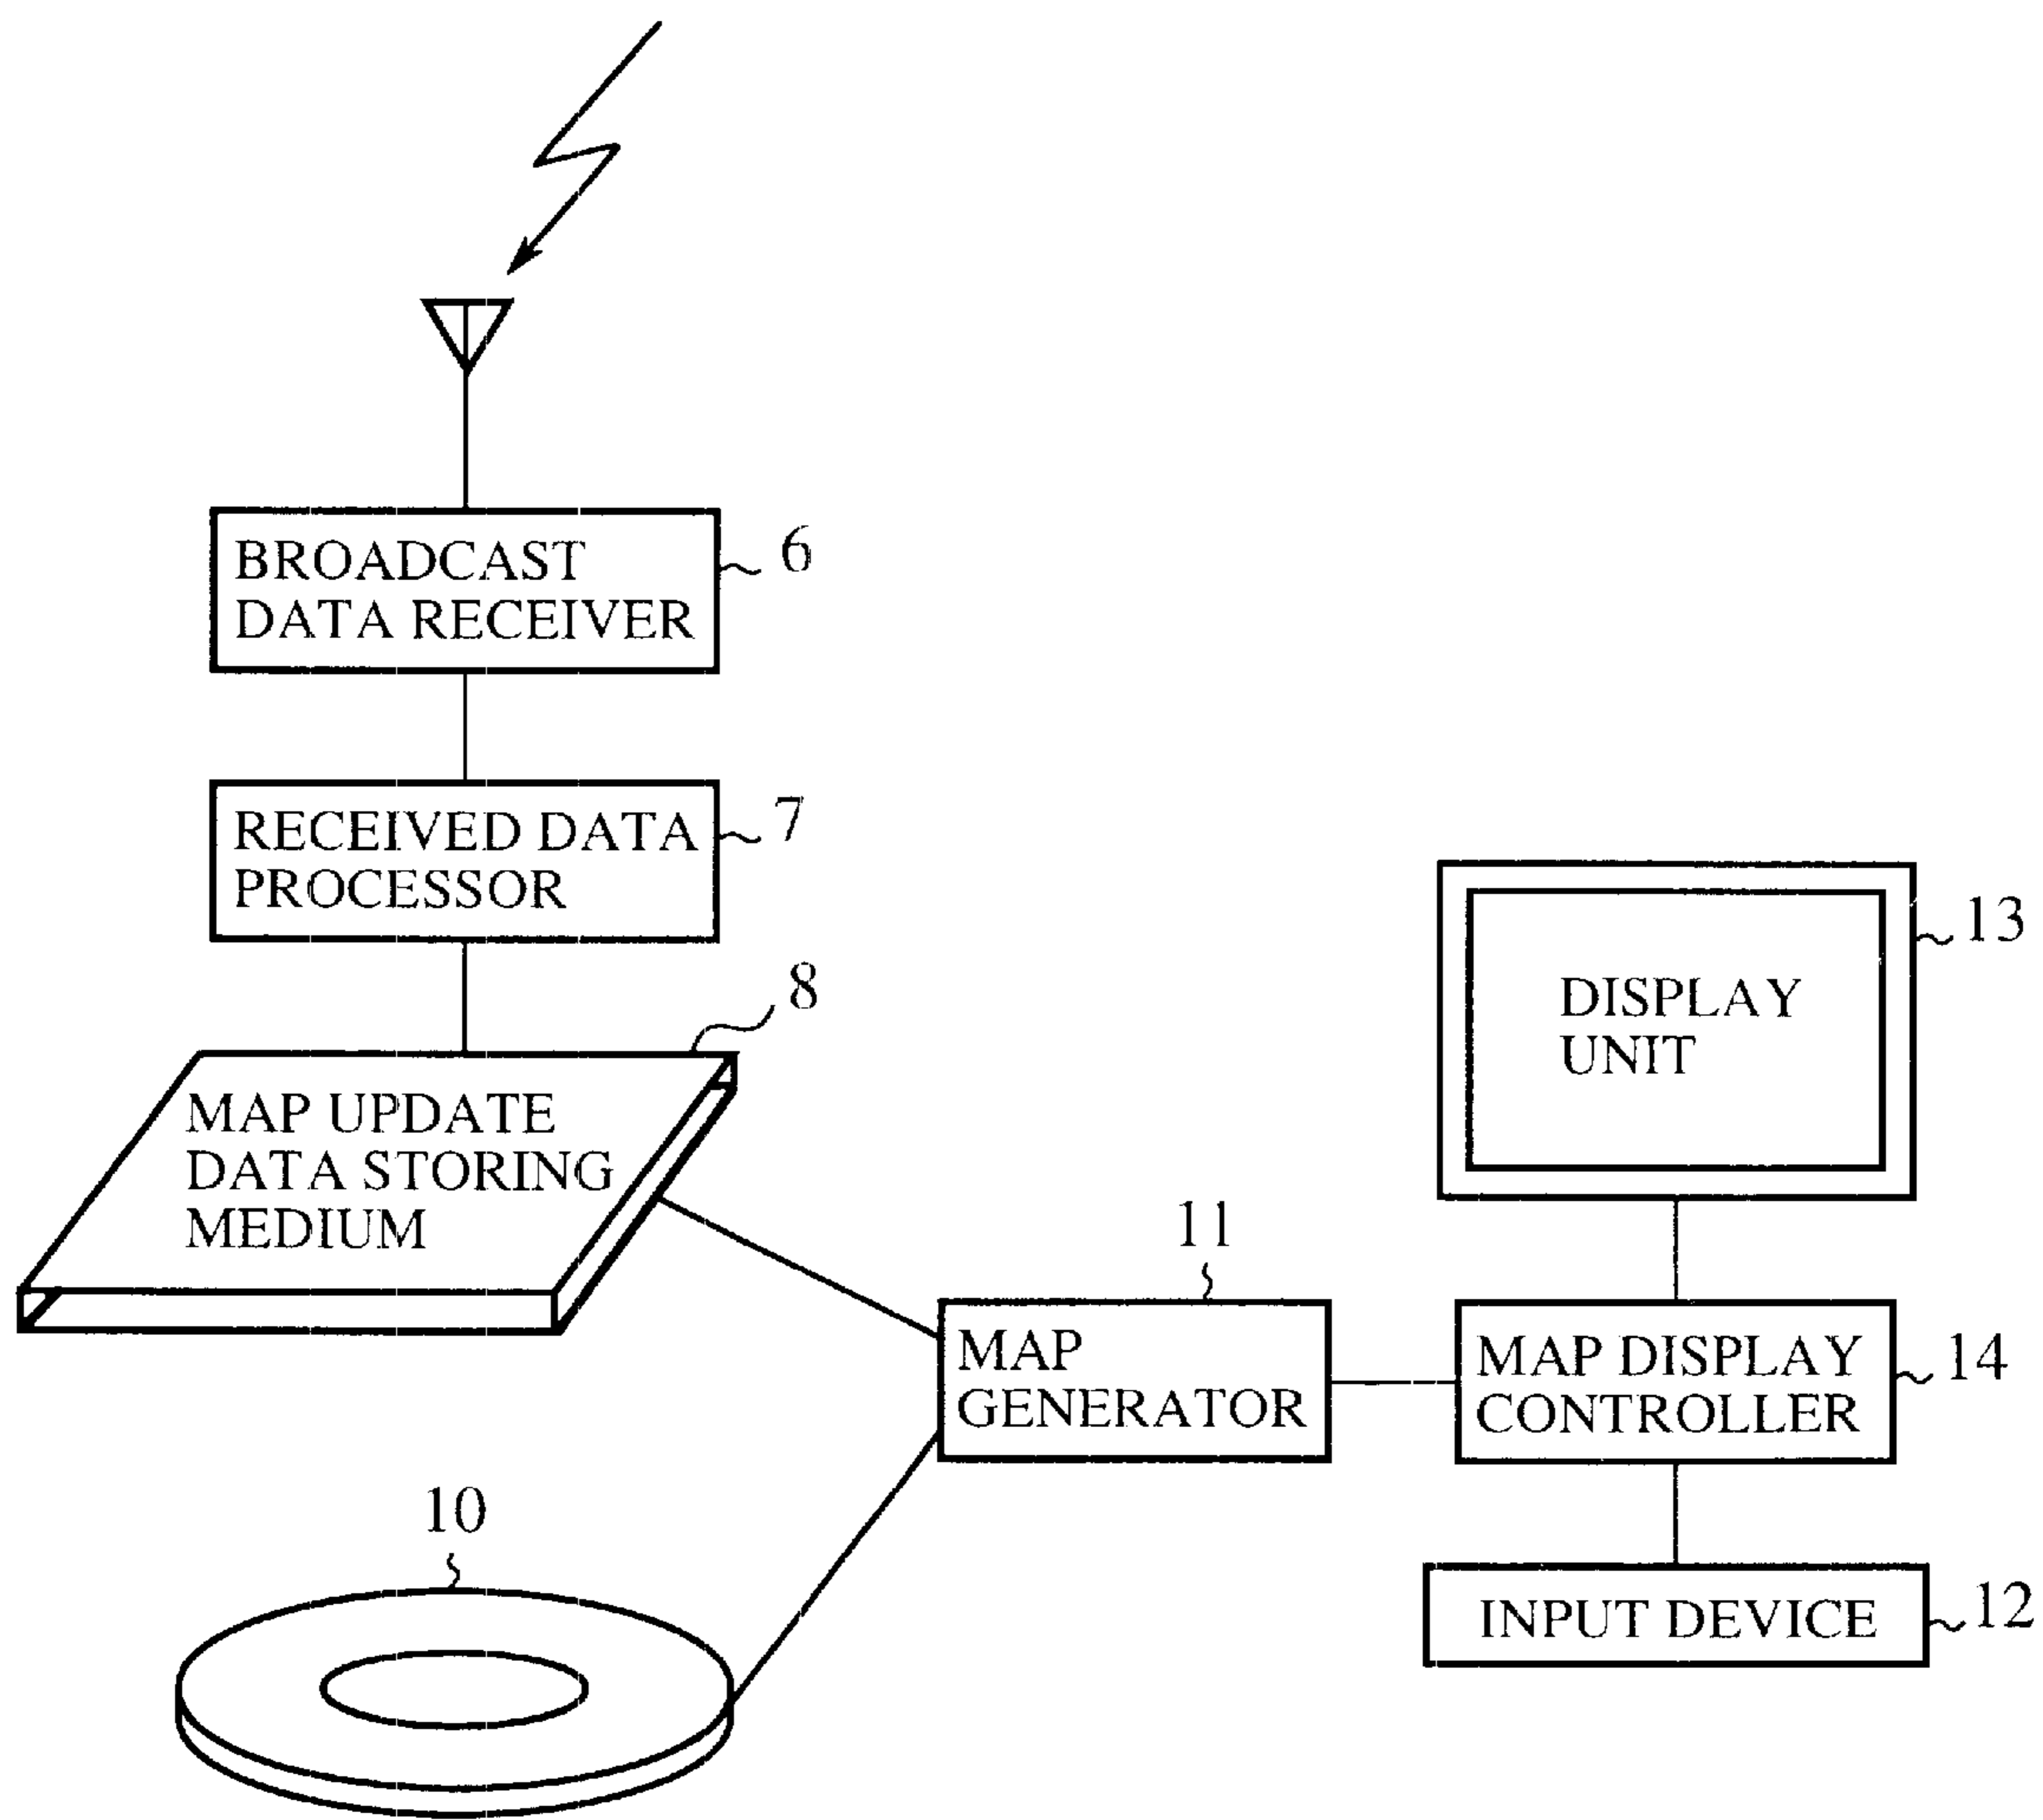 BROADCAST
DATA RECEIVER
6
RECEIVED DATA
PROCESSOR
7
8
MAP UPDATE
DATA STORING
MEDIUM
13
DISPLAY
UNIT
11
MAP
GENERATOR
MAP DISPLAY
CONTROLLER
14
10
INPUT DEVICE
12